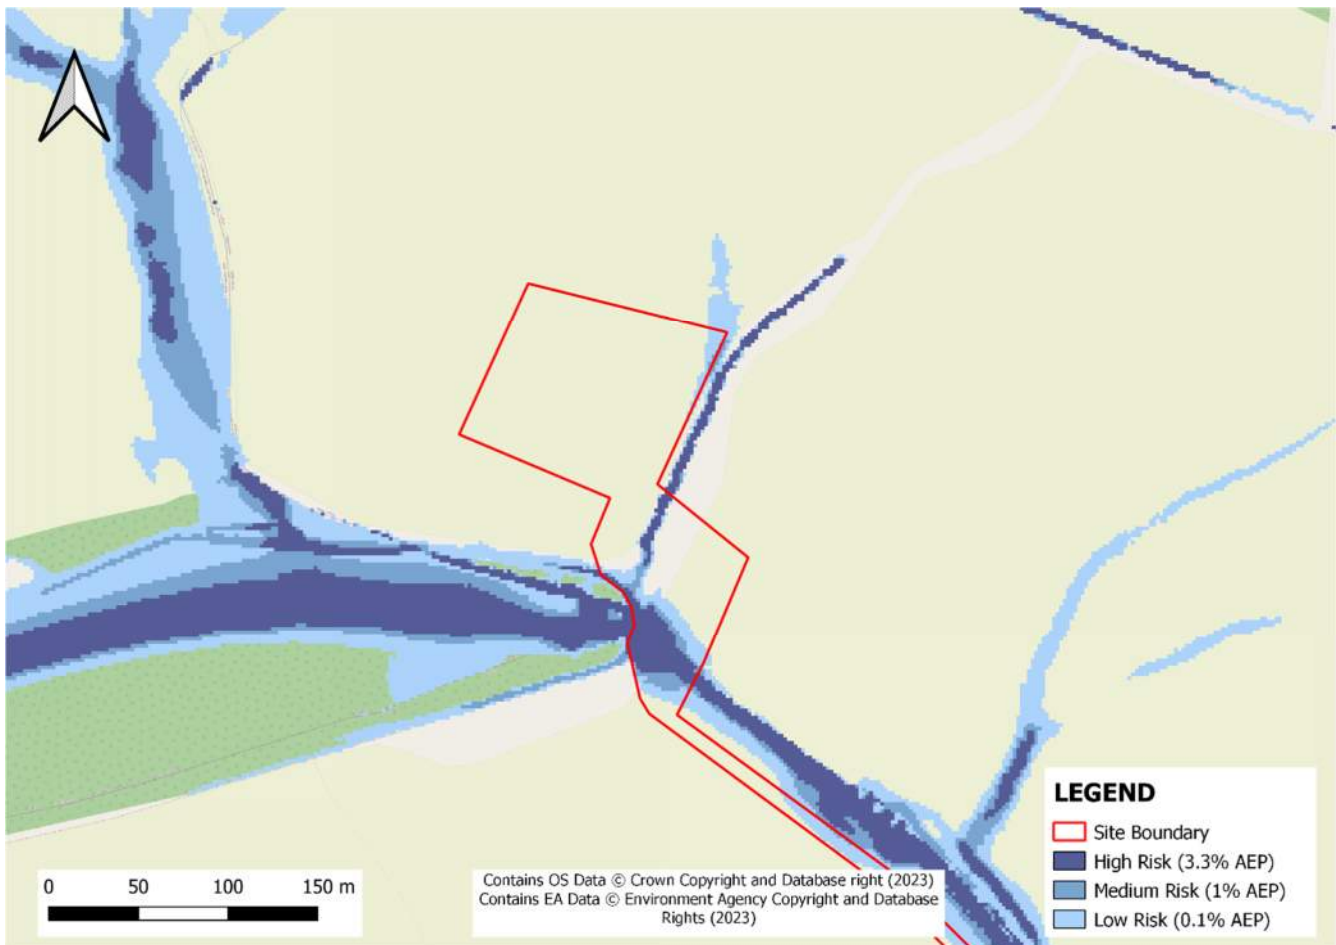 LEGEND
Site Boundary
High Risk (3.3% AEP)
Medium Risk (1% AEP)
Low Risk (0.1% AEP)
0 50 100 150 m
Contains OS Data © Crown Copyright and Database right (2023)
Contains EA Data © Environment Agency Copyright and Database
Rights (2023)